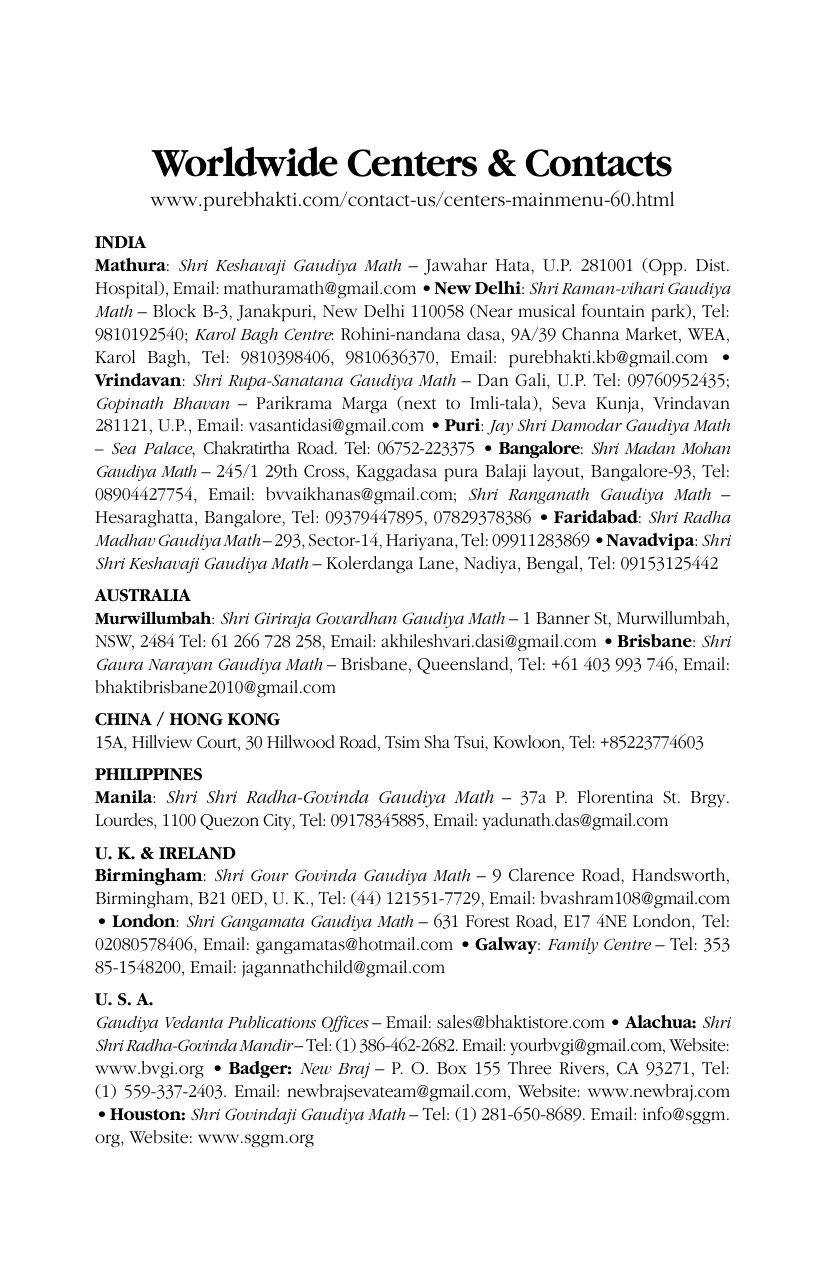 Worldwide Centers & Contacts
www.purebhakti.com/contact-us/centers-mainmenu-60.html
INDIA
Mathura: Shri Keshavaji Gaudiya Math – Jawahar Hata, U.P. 281001 (Opp. Dist.
Hospital), Email: mathuramath@gmail.com • New Delhi: Shri Raman-vihari Gaudiya
Math – Block B-3, Janakpuri, New Delhi 110058 (Near musical fountain park), Tel:
9810192540; Karol Bagh Centre: Rohini-nandana dasa, 9A/39 Channa Market, WEA,
Karol Bagh, Tel: 9810398406, 9810636370, Email: purebhakti.kb@gmail.com •
Vrindavan: Shri Rupa-Sanatana Gaudiya Math – Dan Gali, U.P. Tel: 09760952435;
Gopinath Bhavan – Parikrama Marga (next to Imli-tala), Seva Kunja, Vrindavan
281121, U.P., Email: vasantidasi@gmail.com • Puri: Jay Shri Damodar Gaudiya Math
– Sea Palace, Chakratirtha Road. Tel: 06752-223375 • Bangalore: Shri Madan Mohan
Gaudiya Math – 245/1 29th Cross, Kaggadasa pura Balaji layout, Bangalore-93, Tel:
08904427754, Email: bvvaikhanas@gmail.com; Shri Ranganath Gaudiya Math –
Hesaraghatta, Bangalore, Tel: 09379447895, 07829378386 • Faridabad: Shri Radha
Madhav Gaudiya Math – 293, Sector-14, Hariyana, Tel: 09911283869 • Navadvipa: Shri
Shri Keshavaji Gaudiya Math – Kolerdanga Lane, Nadiya, Bengal, Tel: 09153125442
AUSTRALIA
Murwillumbah: Shri Giriraja Govardhan Gaudiya Math – 1 Banner St, Murwillumbah,
NSW, 2484 Tel: 61 266 728 258, Email: akhileshvari.dasi@gmail.com • Brisbane: Shri
Gaura Narayan Gaudiya Math – Brisbane, Queensland, Tel: +61 403 993 746, Email:
bhaktibrisbane2010@gmail.com
CHINA / HONG KONG
15A, Hillview Court, 30 Hillwood Road, Tsim Sha Tsui, Kowloon, Tel: +85223774603
PHILIPPINES
Manila: Shri Shri Radha-Govinda Gaudiya Math – 37a P. Florentina St. Brgy.
Lourdes, 1100 Quezon City, Tel: 09178345885, Email: yadunath.das@gmail.com
U. K. & IRELAND
Birmingham: Shri Gour Govinda Gaudiya Math – 9 Clarence Road, Handsworth,
Birmingham, B21 0ED, U. K., Tel: (44) 121551-7729, Email: bvashram108@gmail.com
• London: Shri Gangamata Gaudiya Math – 631 Forest Road, E17 4NE London, Tel:
02080578406, Email: gangamatas@hotmail.com • Galway: Family Centre – Tel: 353
85-1548200, Email: jagannathchild@gmail.com
U. S. A.
Gaudiya Vedanta Publications Offices – Email: sales@bhaktistore.com • Alachua: Shri
Shri Radha-Govinda Mandir – Tel: (1) 386-462-2682. Email: yourbvgi@gmail.com, Website:
www.bvgi.org • Badger: New Braj – P. O. Box 155 Three Rivers, CA 93271, Tel:
(1) 559-337-2403. Email: newbrajsevateam@gmail.com, Website: www.newbraj.com
• Houston: Shri Govindaji Gaudiya Math – Tel: (1) 281-650-8689. Email: info@sggm.
org, Website: www.sggm.org